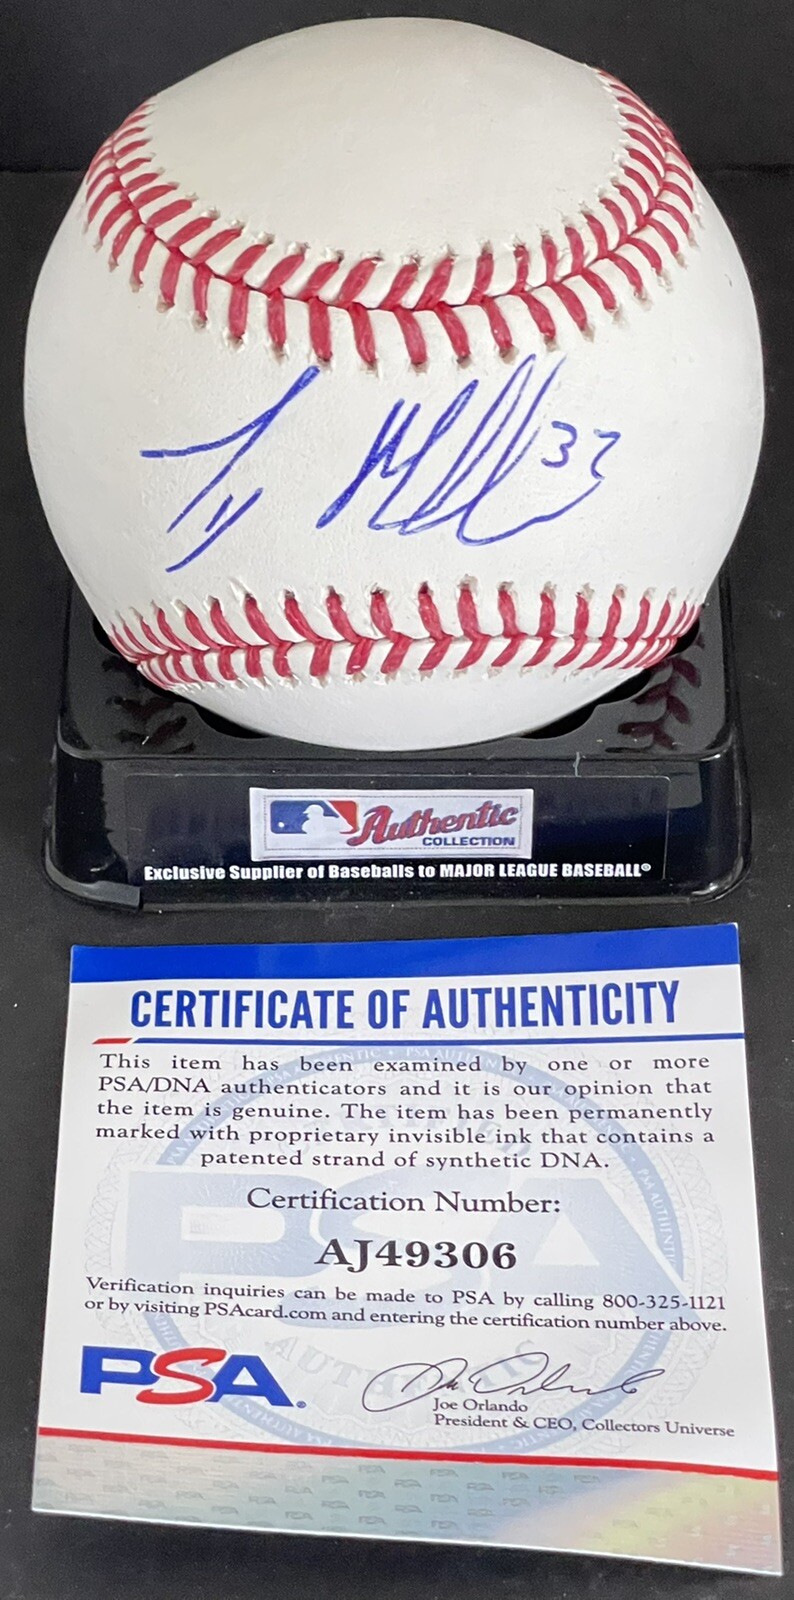 32
Authentic
COLLECTION
Exclusive Supplier of Baseballs to MAJOR LEAGUE BASEBALL®
CERTIFICATE OF AUTHENTICITY
This item has been examined by one or more
PSA/DNA authenticators and it is our opinion that
the item is genuine. The item has been permanently
marked with proprietary invisible ink that contains a
patented strand of synthetic DNA.
Certification Number:
AJ49306
Verification inquiries can be made to PSA by calling 800-325-1121
or by visiting PSAcard.com and entering the certification number above.
PSA.
Joe Orlando
President & CEO, Collectors Universe